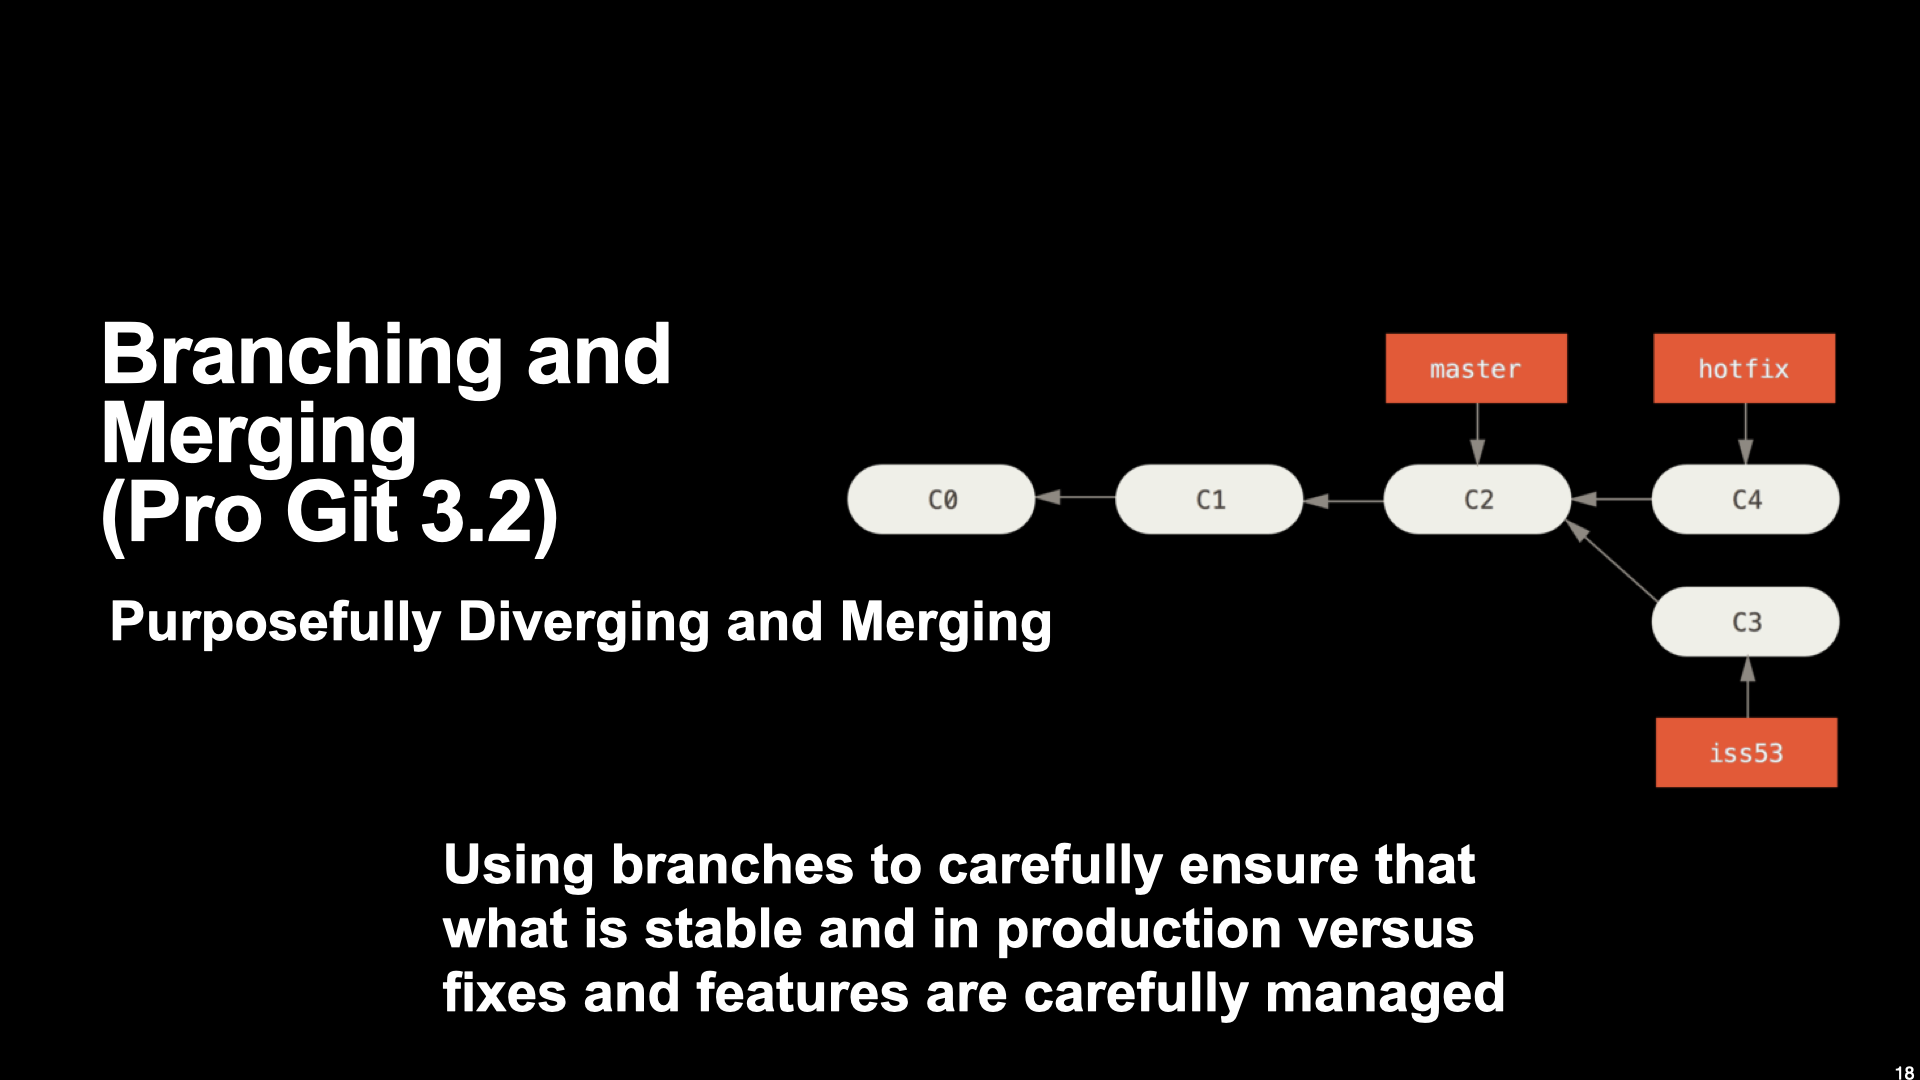 Branching and
Merging
(Pro Git 3.2)
Purposefully Diverging and Merging
master
hotfix
C0
C1
C2
C4
C3
iss53
Using branches to carefully ensure that
what is stable and in production versus
fixes and features are carefully managed
18